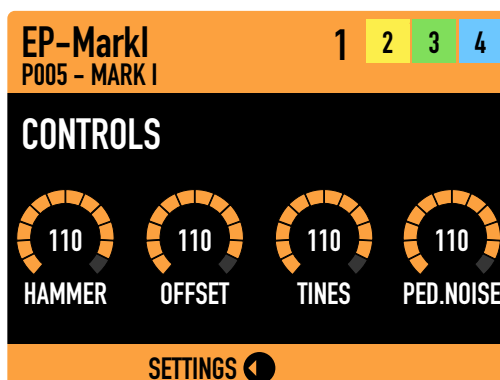 EP-MarkI 1 2 3 4
P005 - MARK I
CONTROLS
110 110 110 110
HAMMER OFFSET TINES PED.NOISE
SETTINGS